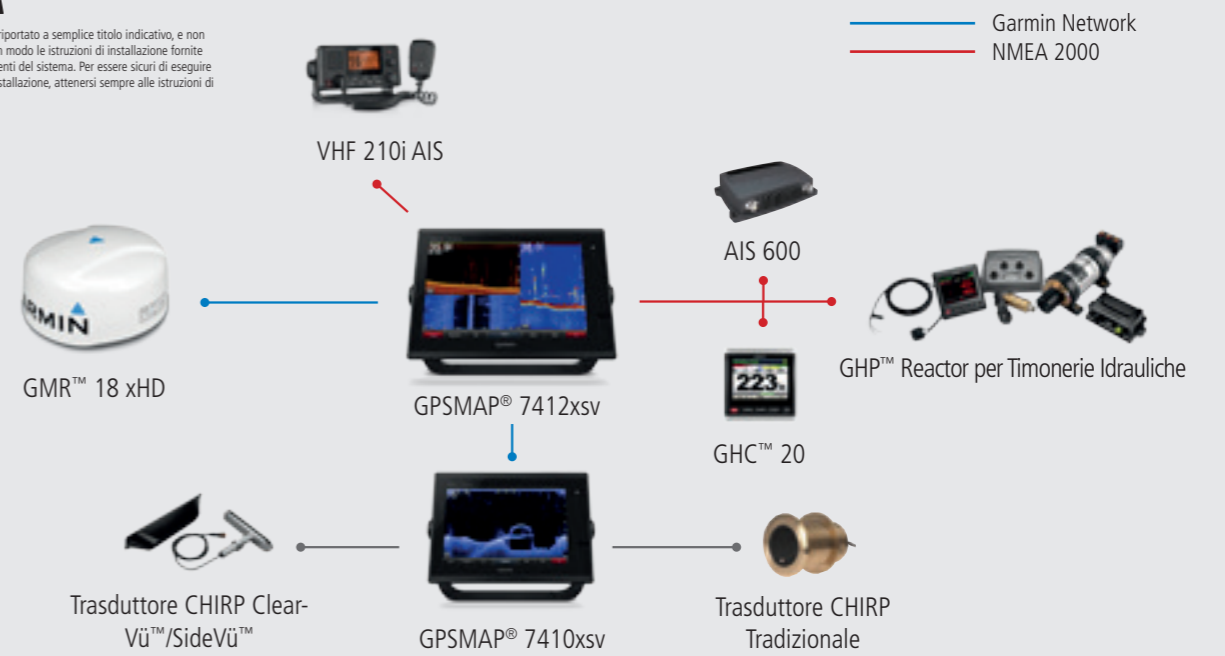 riportato a semplice titolo indicativo, e non
modo le istruzioni di installazione fornite
enti del sistema. Per essere sicuri di eseguire
stallazione, attenersi sempre alle istruzioni di
Garmin Network
NMEA 2000
VHF 210i AIS
AIS 600
GMR™ 18 xHD
GPSMAP® 7412xsv
223
GHC™ 20
GHP™ Reactor per Timonerie Idrauliche
Trasduttore CHIRP Clear-
Vü™/SideVü™
GPSMAP® 7410xsv
Trasduttore CHIRP
Tradizionale